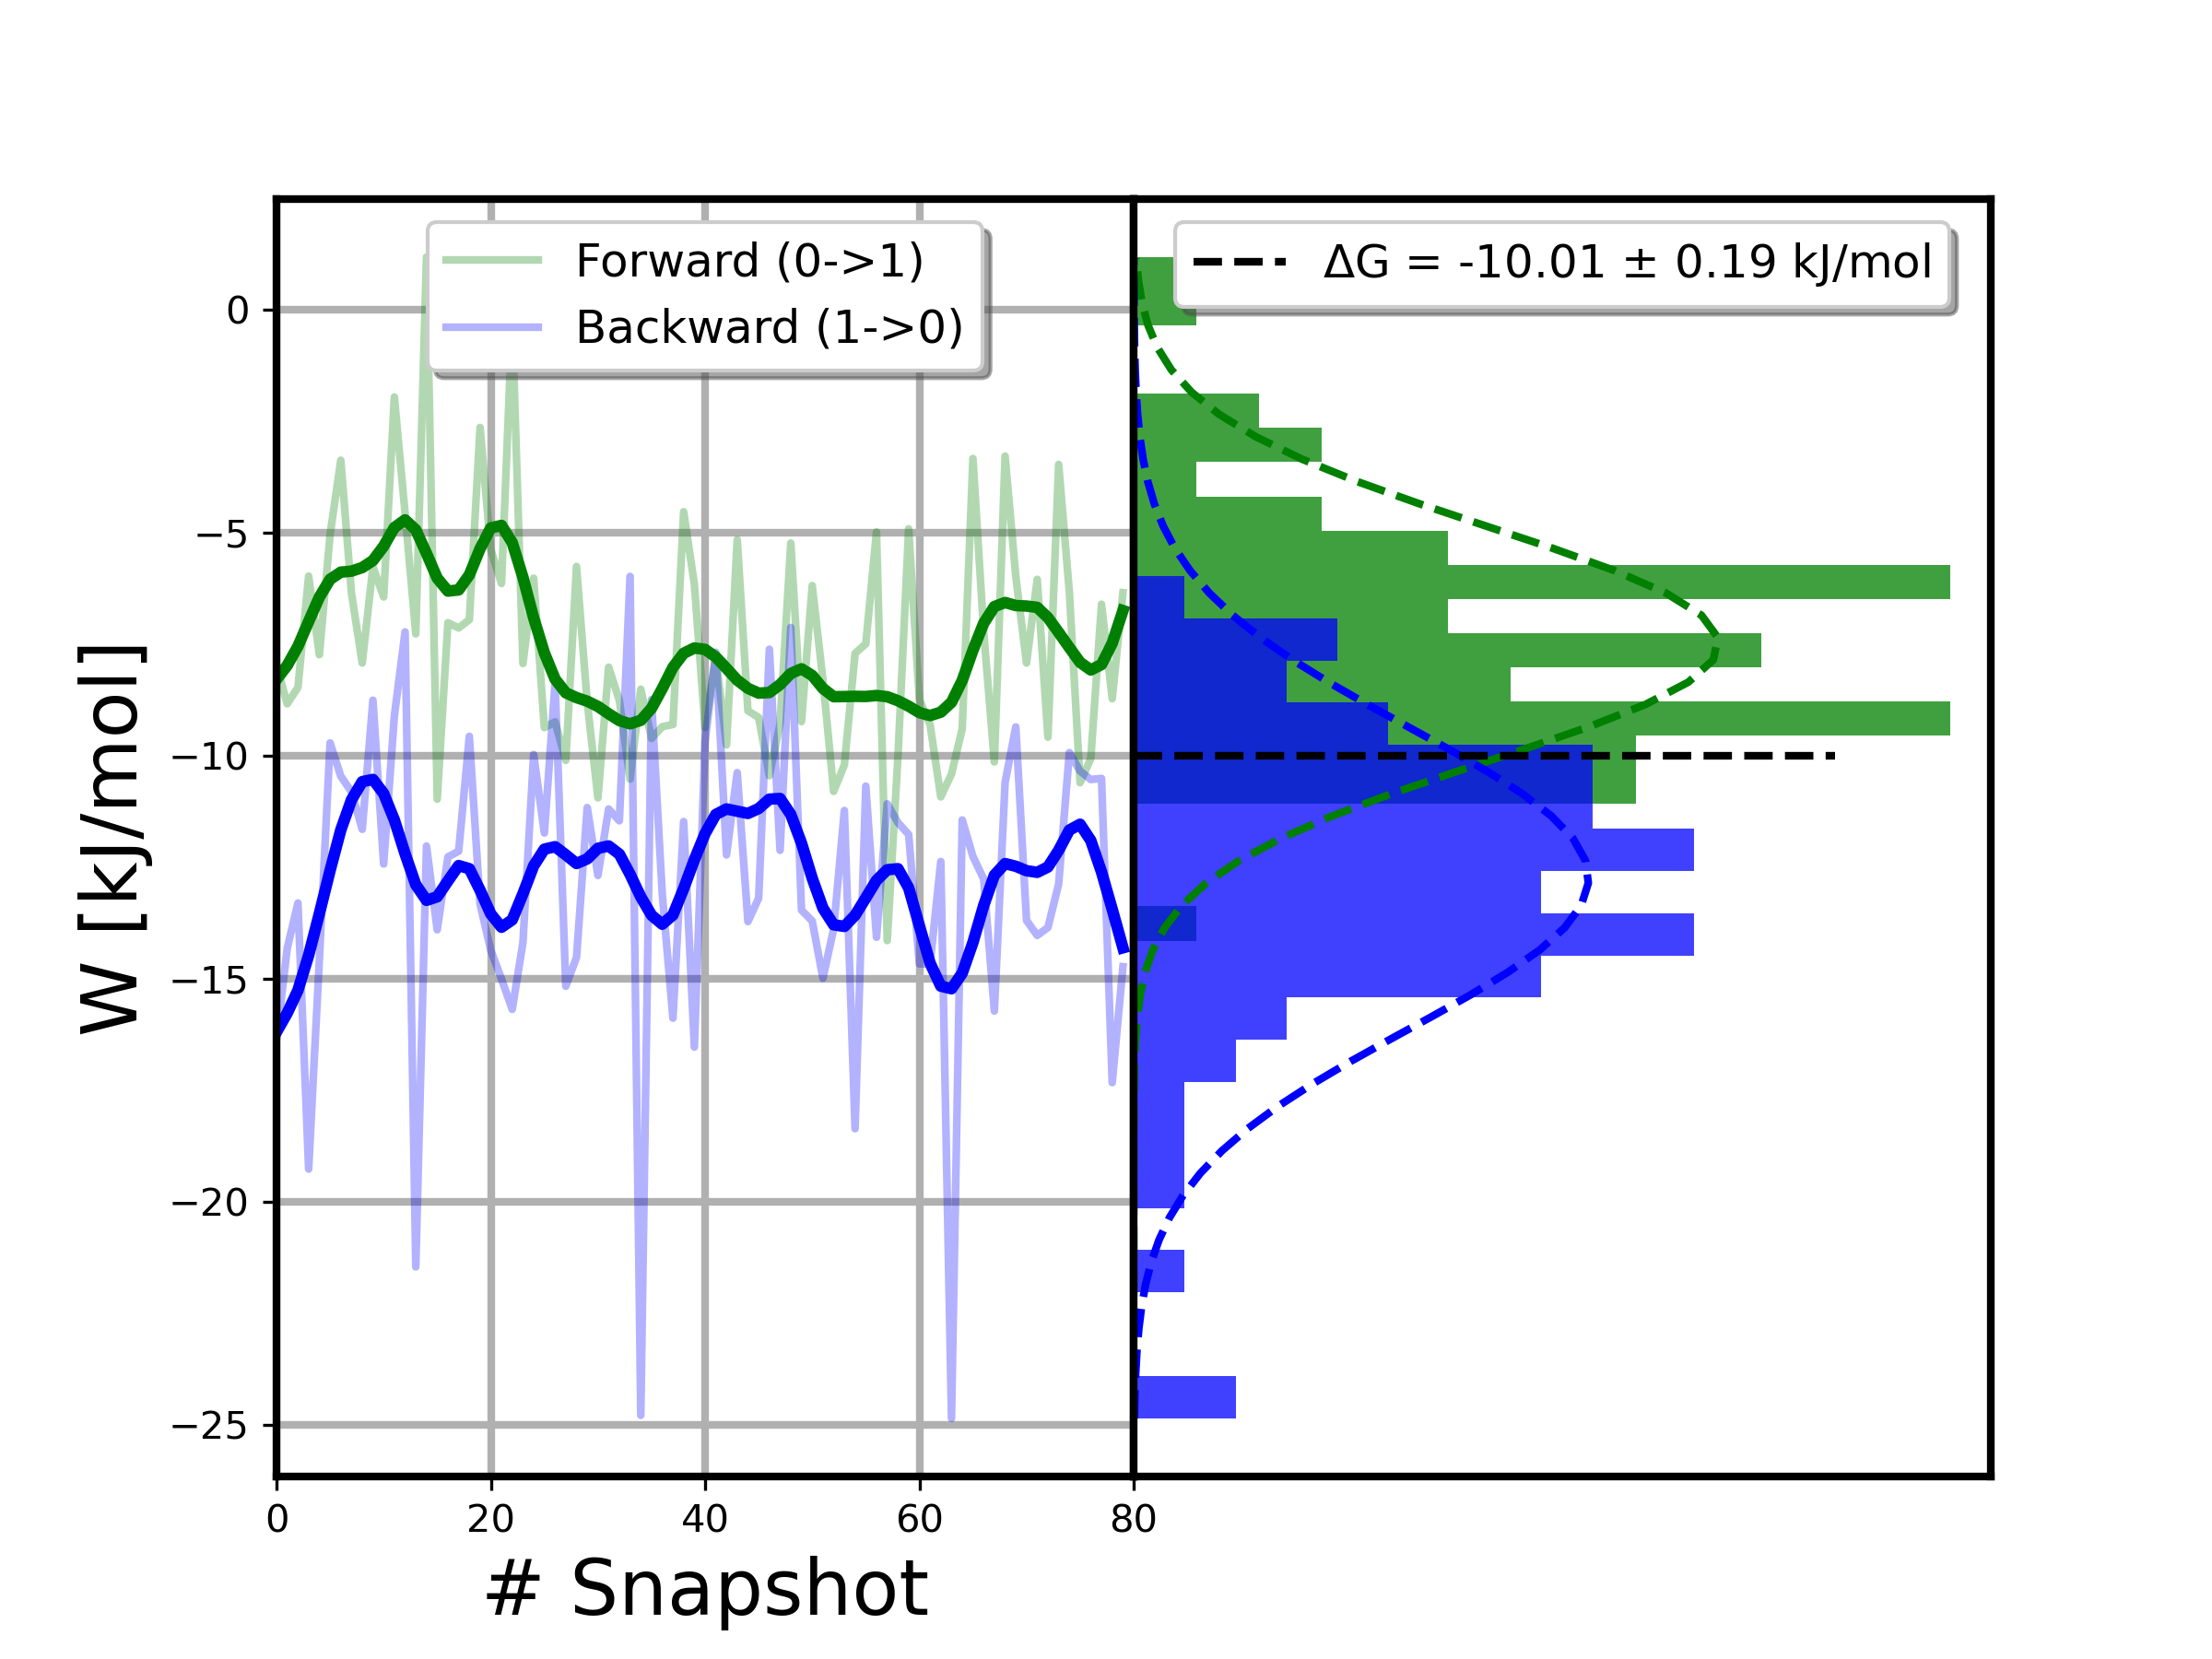 Forward (0->1)
Backward (1->0)
ΔG = -10.01 ± 0.19 kJ/mol
W [kJ/mol]
0
−5
−10
−15
−20
−25
0 20 40 60 80
# Snapshot